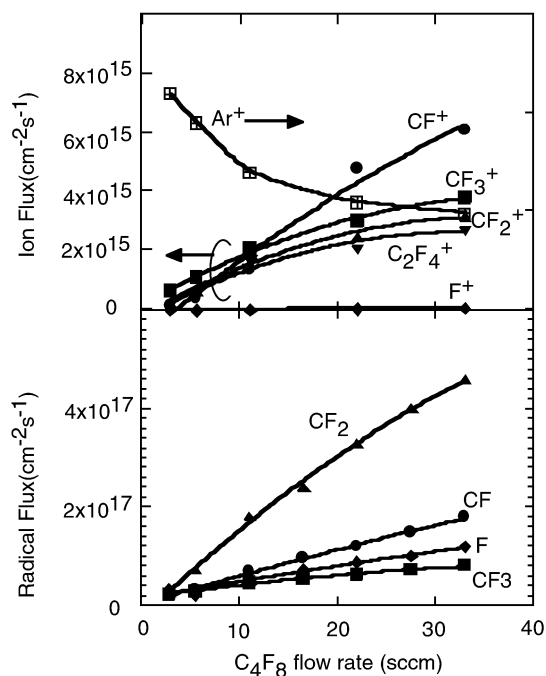 Ion Flux(cm⁻²s⁻¹)
8x10¹⁵
6x10¹⁵
4x10¹⁵
2x10¹⁵
0
Ar⁺
CF⁺
CF₃⁺
CF₂⁺
C₂F₄⁺
F⁺
Radical Flux(cm⁻²s⁻¹)
4x10¹⁷
2x10¹⁷
0
CF₂
CF
F
CF3
0 10 20 30 40
C₄F₈ flow rate (sccm)